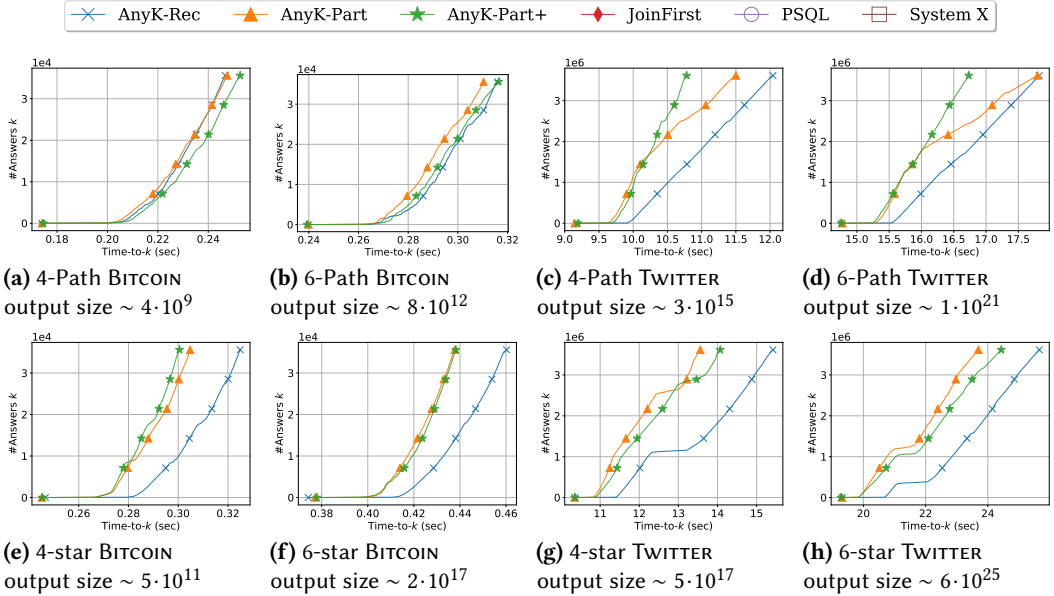 AnyK-Rec AnyK-Part AnyK-Part+ JoinFirst PSQL System X
1e4
#Answers k
3
2
1
0
0.18 0.20 0.22 0.24
Time-to-k (sec)
(a) 4-Path BITCOIN
output size ~ 4·10^9
1e4
#Answers k
3
2
1
0
0.24 0.26 0.28 0.30 0.32
Time-to-k (sec)
(b) 6-Path BITCOIN
output size ~ 8·10^12
1e6
#Answers k
3
2
1
0
9.0 9.5 10.0 10.5 11.0 11.5 12.0
Time-to-k (sec)
(c) 4-Path TWITTER
output size ~ 3·10^15
1e6
#Answers k
3
2
1
0
15.0 15.5 16.0 16.5 17.0 17.5
Time-to-k (sec)
(d) 6-Path TWITTER
output size ~ 1·10^21
1e4
#Answers k
3
2
1
0
0.26 0.28 0.30 0.32
Time-to-k (sec)
(e) 4-star BITCOIN
output size ~ 5·10^11
1e4
#Answers k
3
2
1
0
0.38 0.40 0.42 0.44 0.46
Time-to-k (sec)
(f) 6-star BITCOIN
output size ~ 2·10^17
1e6
#Answers k
3
2
1
0
11 12 13 14 15
Time-to-k (sec)
(g) 4-star TWITTER
output size ~ 5·10^17
1e6
#Answers k
3
2
1
0
20 22 24
Time-to-k (sec)
(h) 6-star TWITTER
output size ~ 6·10^25